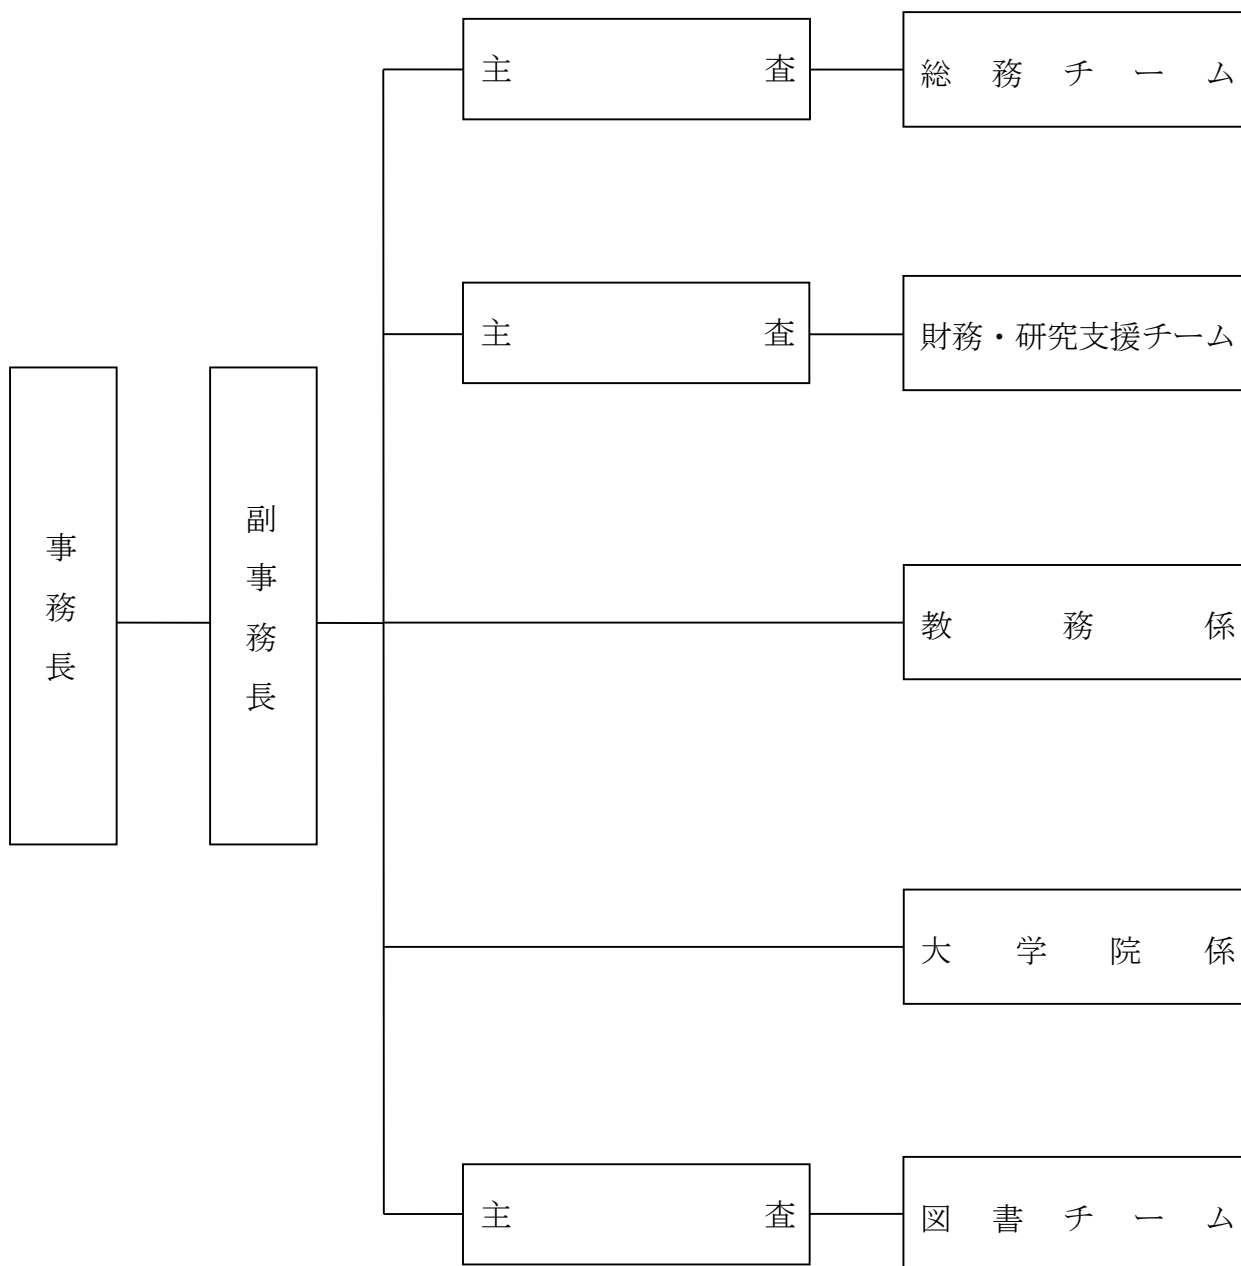 事務長
副事務長
主査
総務チーム
主査
財務・研究支援チーム
教務係
大学院係
主査
図書チーム